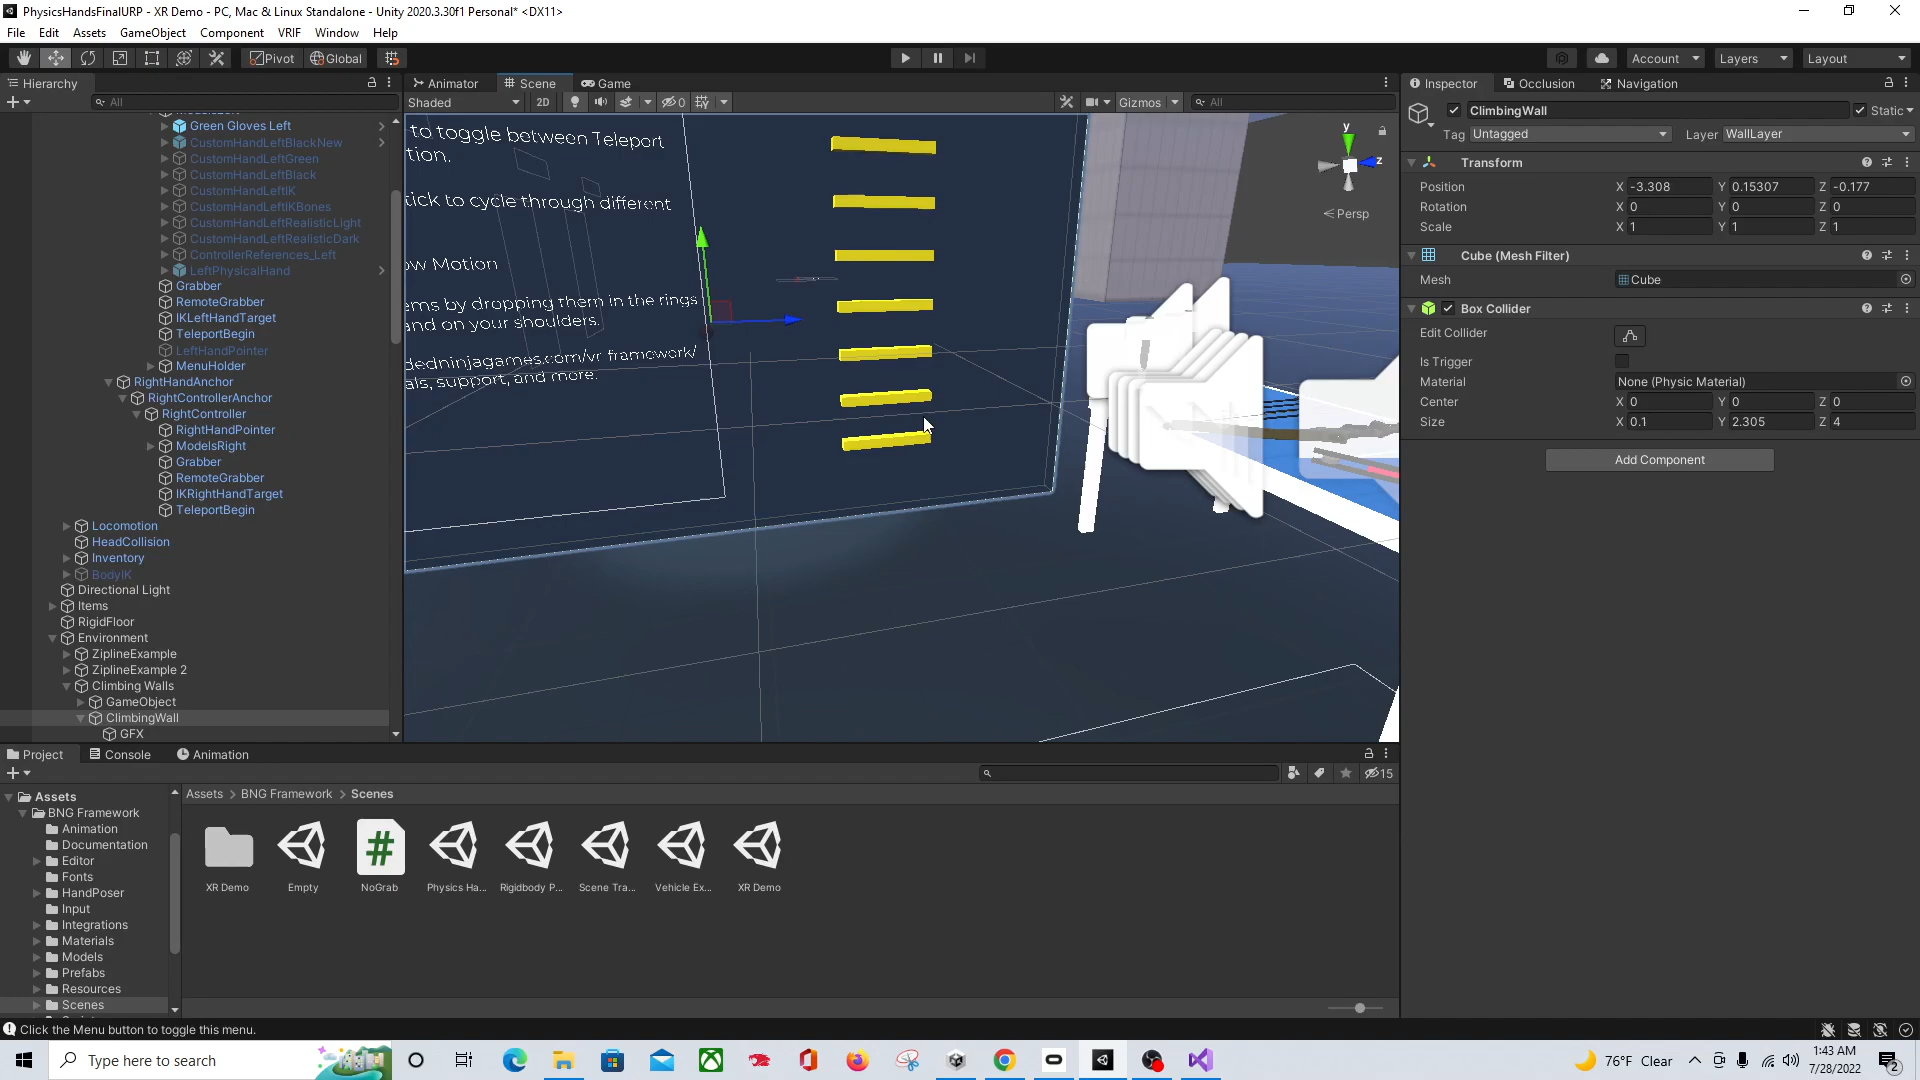 PhysicsHandsFinalURP - XR Demo - PC, Mac & Linux Standalone - Unity 2020.3.30f1 Personal* <DX11>
File Edit Assets GameObject Component VRIF Window Help
Pivot Global Account Layers Layout
Hierarchy
All
Green Gloves Left
CustomHandLeftBlackNew
CustomHandLeftGreen
CustomHandLeftBlack
CustomHandLeftIK
CustomHandLeftIKBones
CustomHandLeftRealisticLight
CustomHandLeftRealisticDark
ControllerReferences_Left
LeftPhysicalHand
Grabber
RemoteGrabber
IKLeftHandTarget
TeleportBegin
LeftHandPointer
MenuHolder
RightHandAnchor
RightControllerAnchor
RightController
RightHandPointer
ModelsRight
Grabber
RemoteGrabber
IKRightHandTarget
TeleportBegin
Locomotion
HeadCollision
Inventory
BodyIK
Directional Light
Items
RigidFloor
Environment
ZiplineExample
ZiplineExample 2
Climbing Walls
GameObject
ClimbingWall
GFX
Animator Scene Game
Shaded 2D 0 Gizmos All
to toggle between Teleport
tion.
tick to cycle through different
ow Motion
ems by dropping them in the rings
and on your shoulders.
dedninjagames.com/vr framework/
als, support, and more.
y
z
Persp
Inspector Occlusion Navigation
ClimbingWall Static
Tag Untagged Layer WallLayer
Transform
Position X -3.308 Y 0.15307 Z -0.177
Rotation X 0 Y 0 Z 0
Scale X 1 Y 1 Z 1
Cube (Mesh Filter)
Mesh Cube
Box Collider
Edit Collider
Is Trigger
Material None (Physic Material)
Center X 0 Y 0 Z 0
Size X 0.1 Y 2.305 Z 4
Add Component
Project Console Animation
15
Assets
BNG Framework
Animation
Documentation
Editor
Fonts
HandPoser
Input
Integrations
Materials
Models
Prefabs
Resources
Scenes
Assets > BNG Framework > Scenes
XR Demo Empty NoGrab Physics Ha... Rigidbody P... Scene Tra... Vehicle Ex... XR Demo
Click the Menu button to toggle this menu.
Type here to search
76°F Clear
1:43 AM
7/28/2022
2